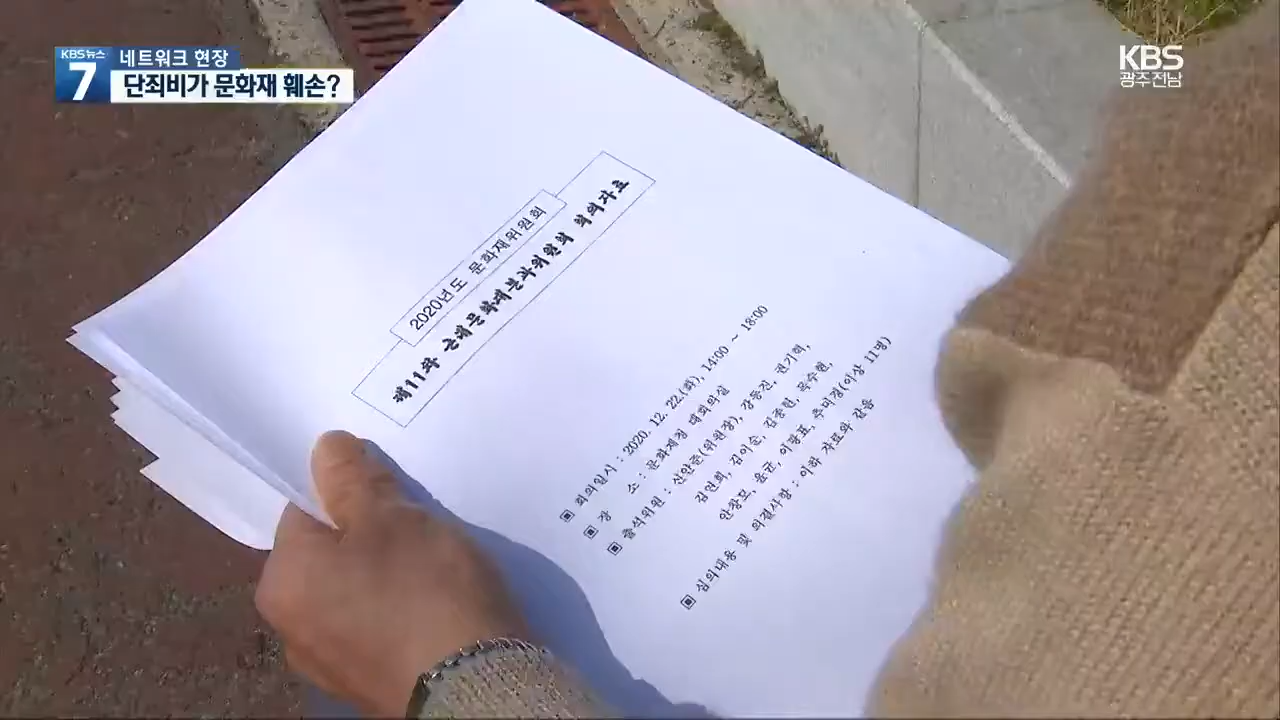 KBS뉴스
7
네트워크 현장
단죄비가 문화재 훼손?
KBS
광주전남
2020년도 문화재위원회
제11차 근대문화재분과위원회 회의자료
▣ 회의일시 : 2020. 12. 22.(화), 14:00 ~ 18:00
▣ 장 소 : 문화재청 대회의실
▣ 출석위원 : 신안준(위원장), 강동진, 권기혁,
김연희, 김이순, 김종헌, 목수현,
안창모, 윤균, 이광표, 추미경(이상 11명)
▣ 심의내용 및 의결사항 : 이하 자료와 같음